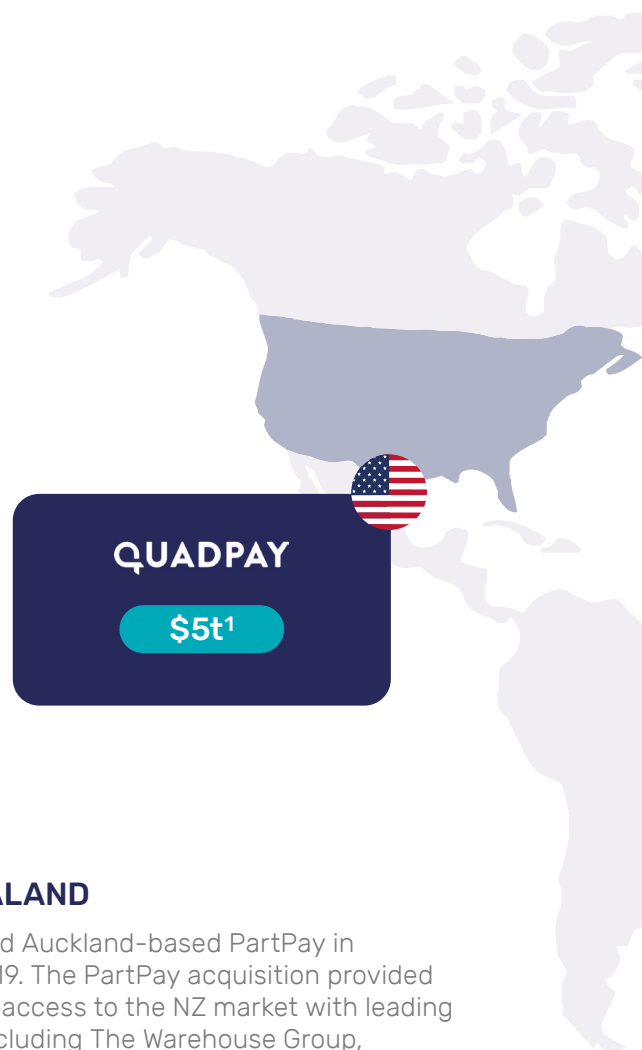 QUADPAY
$5t¹
ALAND
d Auckland-based PartPay in
19. The PartPay acquisition provided
access to the NZ market with leading
cluding The Warehouse Group,